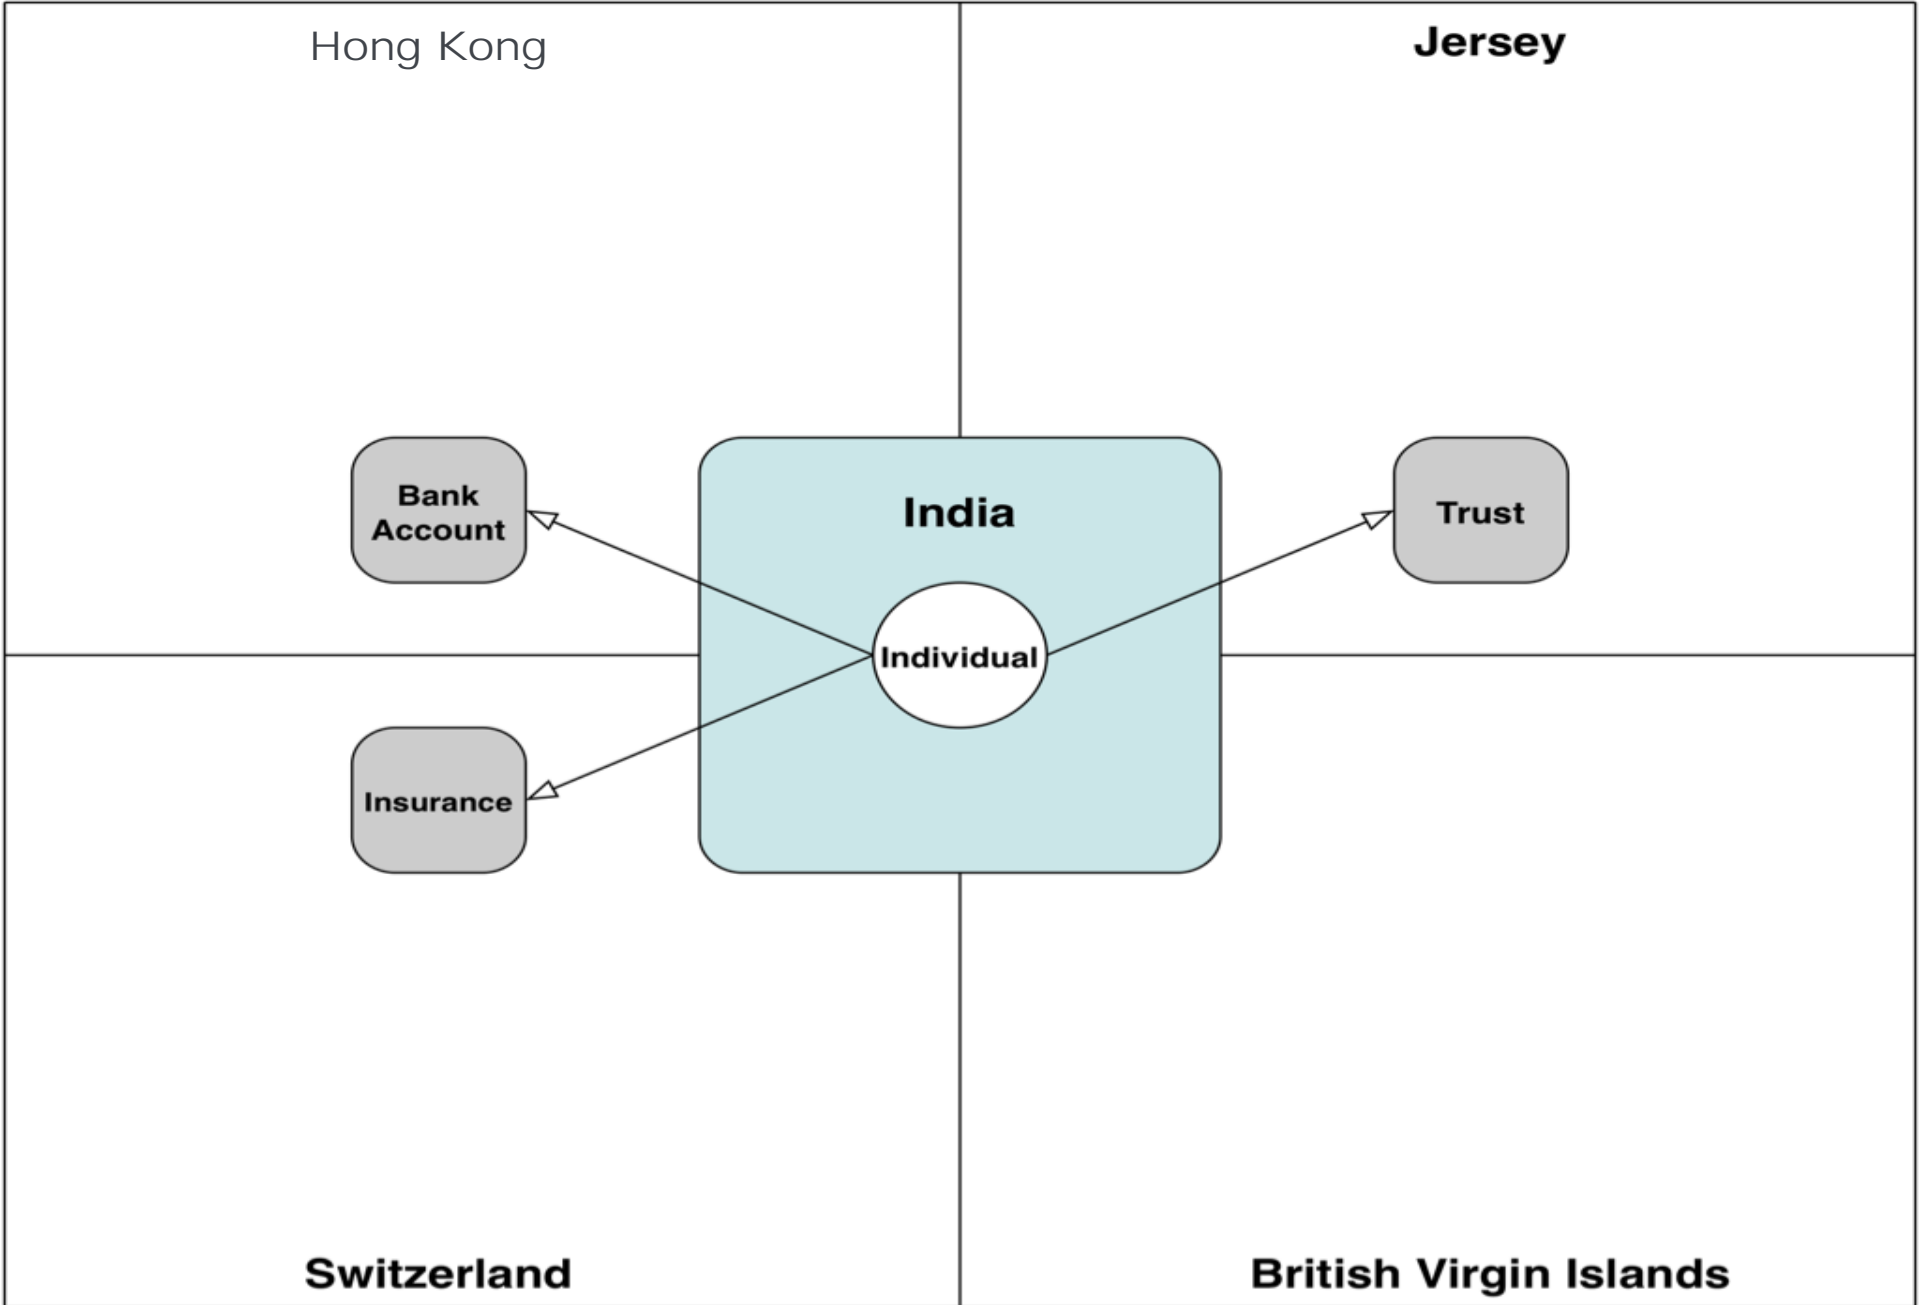 Hong Kong
Jersey
Bank
Account
India
Trust
Individual
Insurance
Switzerland
British Virgin Islands